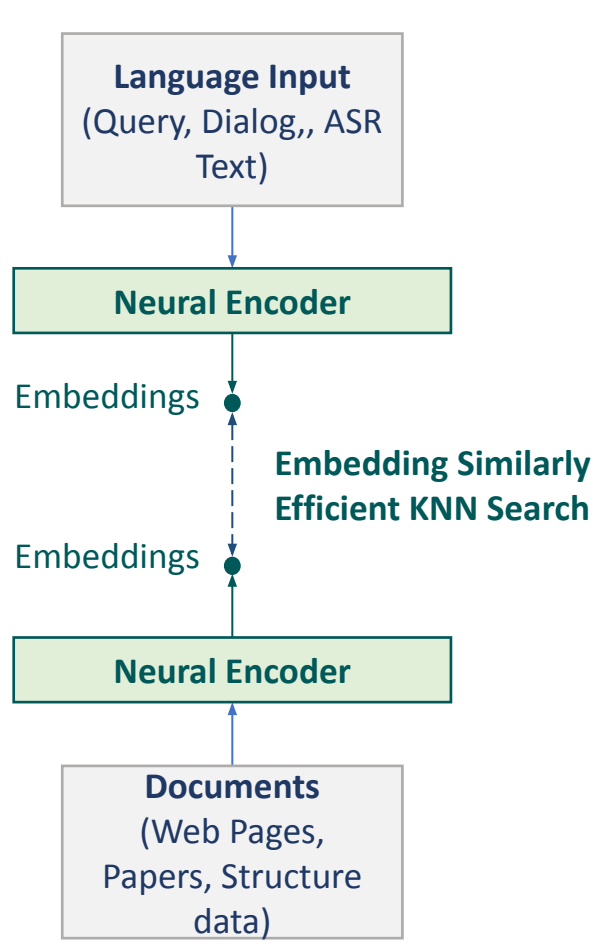 Language Input
(Query, Dialog,, ASR
Text)
Neural Encoder
Embeddings
Embedding Similarly
Efficient KNN Search
Embeddings
Neural Encoder
Documents
(Web Pages,
Papers, Structure
data)